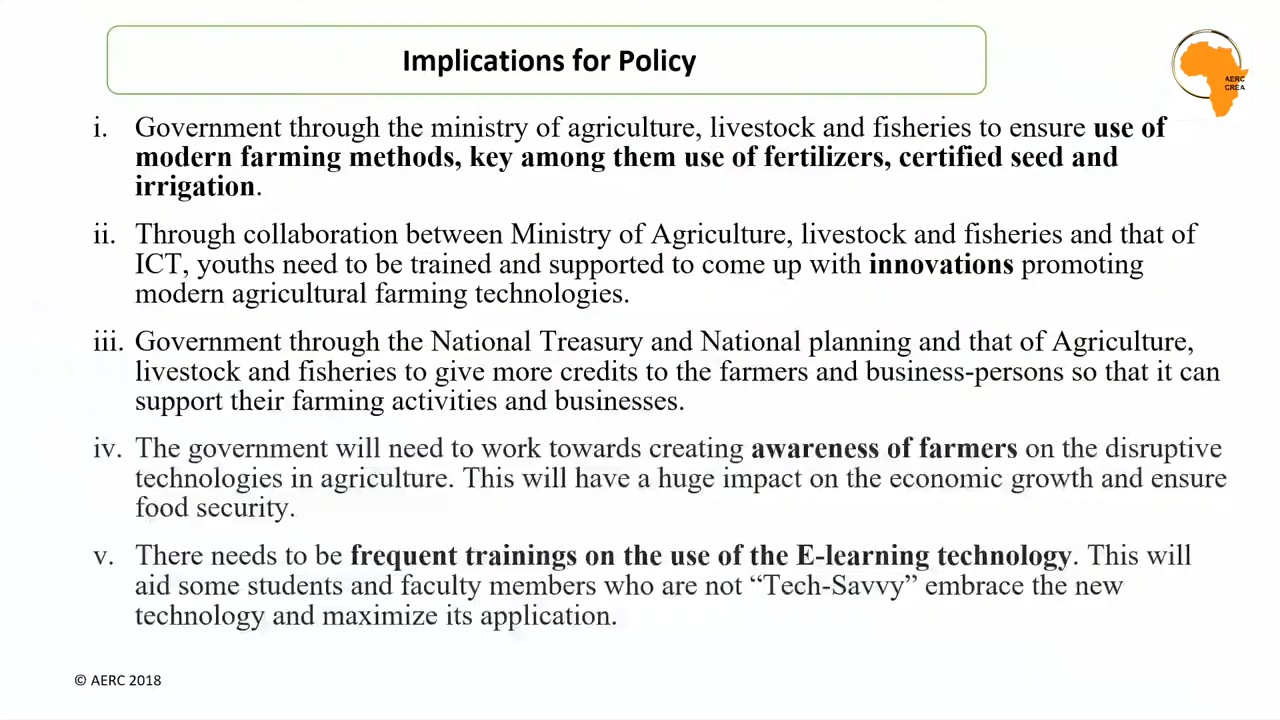 Implications for Policy
AERC
CREA
i. Government through the ministry of agriculture, livestock and fisheries to ensure use of
modern farming methods, key among them use of fertilizers, certified seed and
irrigation.
ii. Through collaboration between Ministry of Agriculture, livestock and fisheries and that of
ICT, youths need to be trained and supported to come up with innovations promoting
modern agricultural farming technologies.
iii. Government through the National Treasury and National planning and that of Agriculture,
livestock and fisheries to give more credits to the farmers and business-persons so that it can
support their farming activities and businesses.
iv. The government will need to work towards creating awareness of farmers on the disruptive
technologies in agriculture. This will have a huge impact on the economic growth and ensure
food security.
v. There needs to be frequent trainings on the use of the E-learning technology. This will
aid some students and faculty members who are not “Tech-Savvy” embrace the new
technology and maximize its application.
© AERC 2018